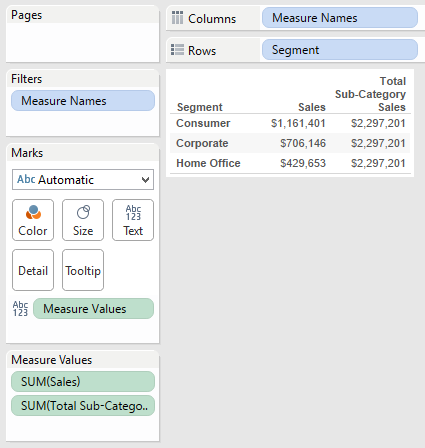 Pages
Columns
Measure Names
Rows
Segment
Filters
Measure Names
Marks
Abc Automatic
Color
Size
Abc
123
Text
Detail
Tooltip
Abc
123
Measure Values
Measure Values
SUM(Sales)
SUM(Total Sub-Catego..
Total
Sub-Category
Segment Sales Sales
Consumer $1,161,401 $2,297,201
Corporate $706,146 $2,297,201
Home Office $429,653 $2,297,201